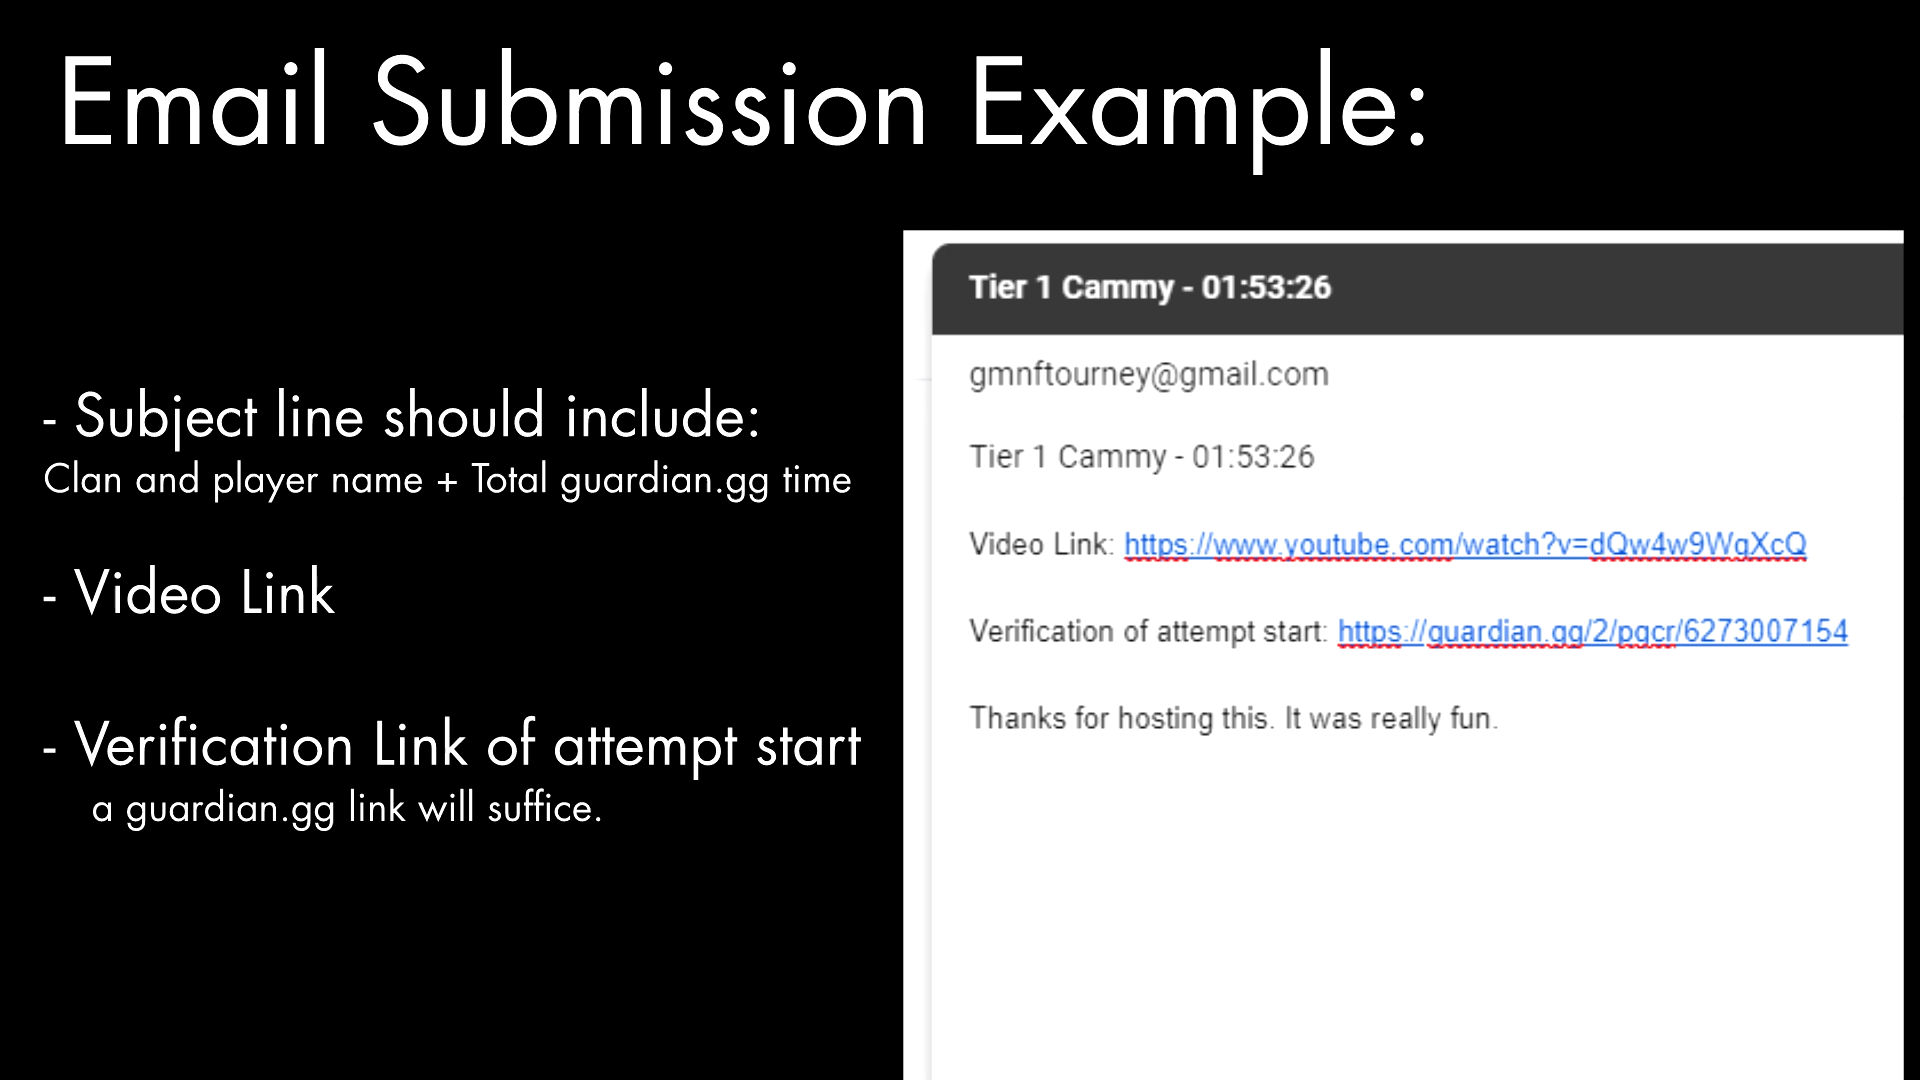 Email Submission Example:
- Subject line should include:
Clan and player name + Total guardian.gg time
- Video Link
- Verification Link of attempt start
a guardian.gg link will suffice.
Tier 1 Cammy - 01:53:26
gmnftourney@gmail.com
Tier 1 Cammy - 01:53:26
Video Link: https://www.youtube.com/watch?v=dQw4w9WgXcQ
Verification of attempt start: https://guardian.gg/2/pgcr/6273007154
Thanks for hosting this. It was really fun.